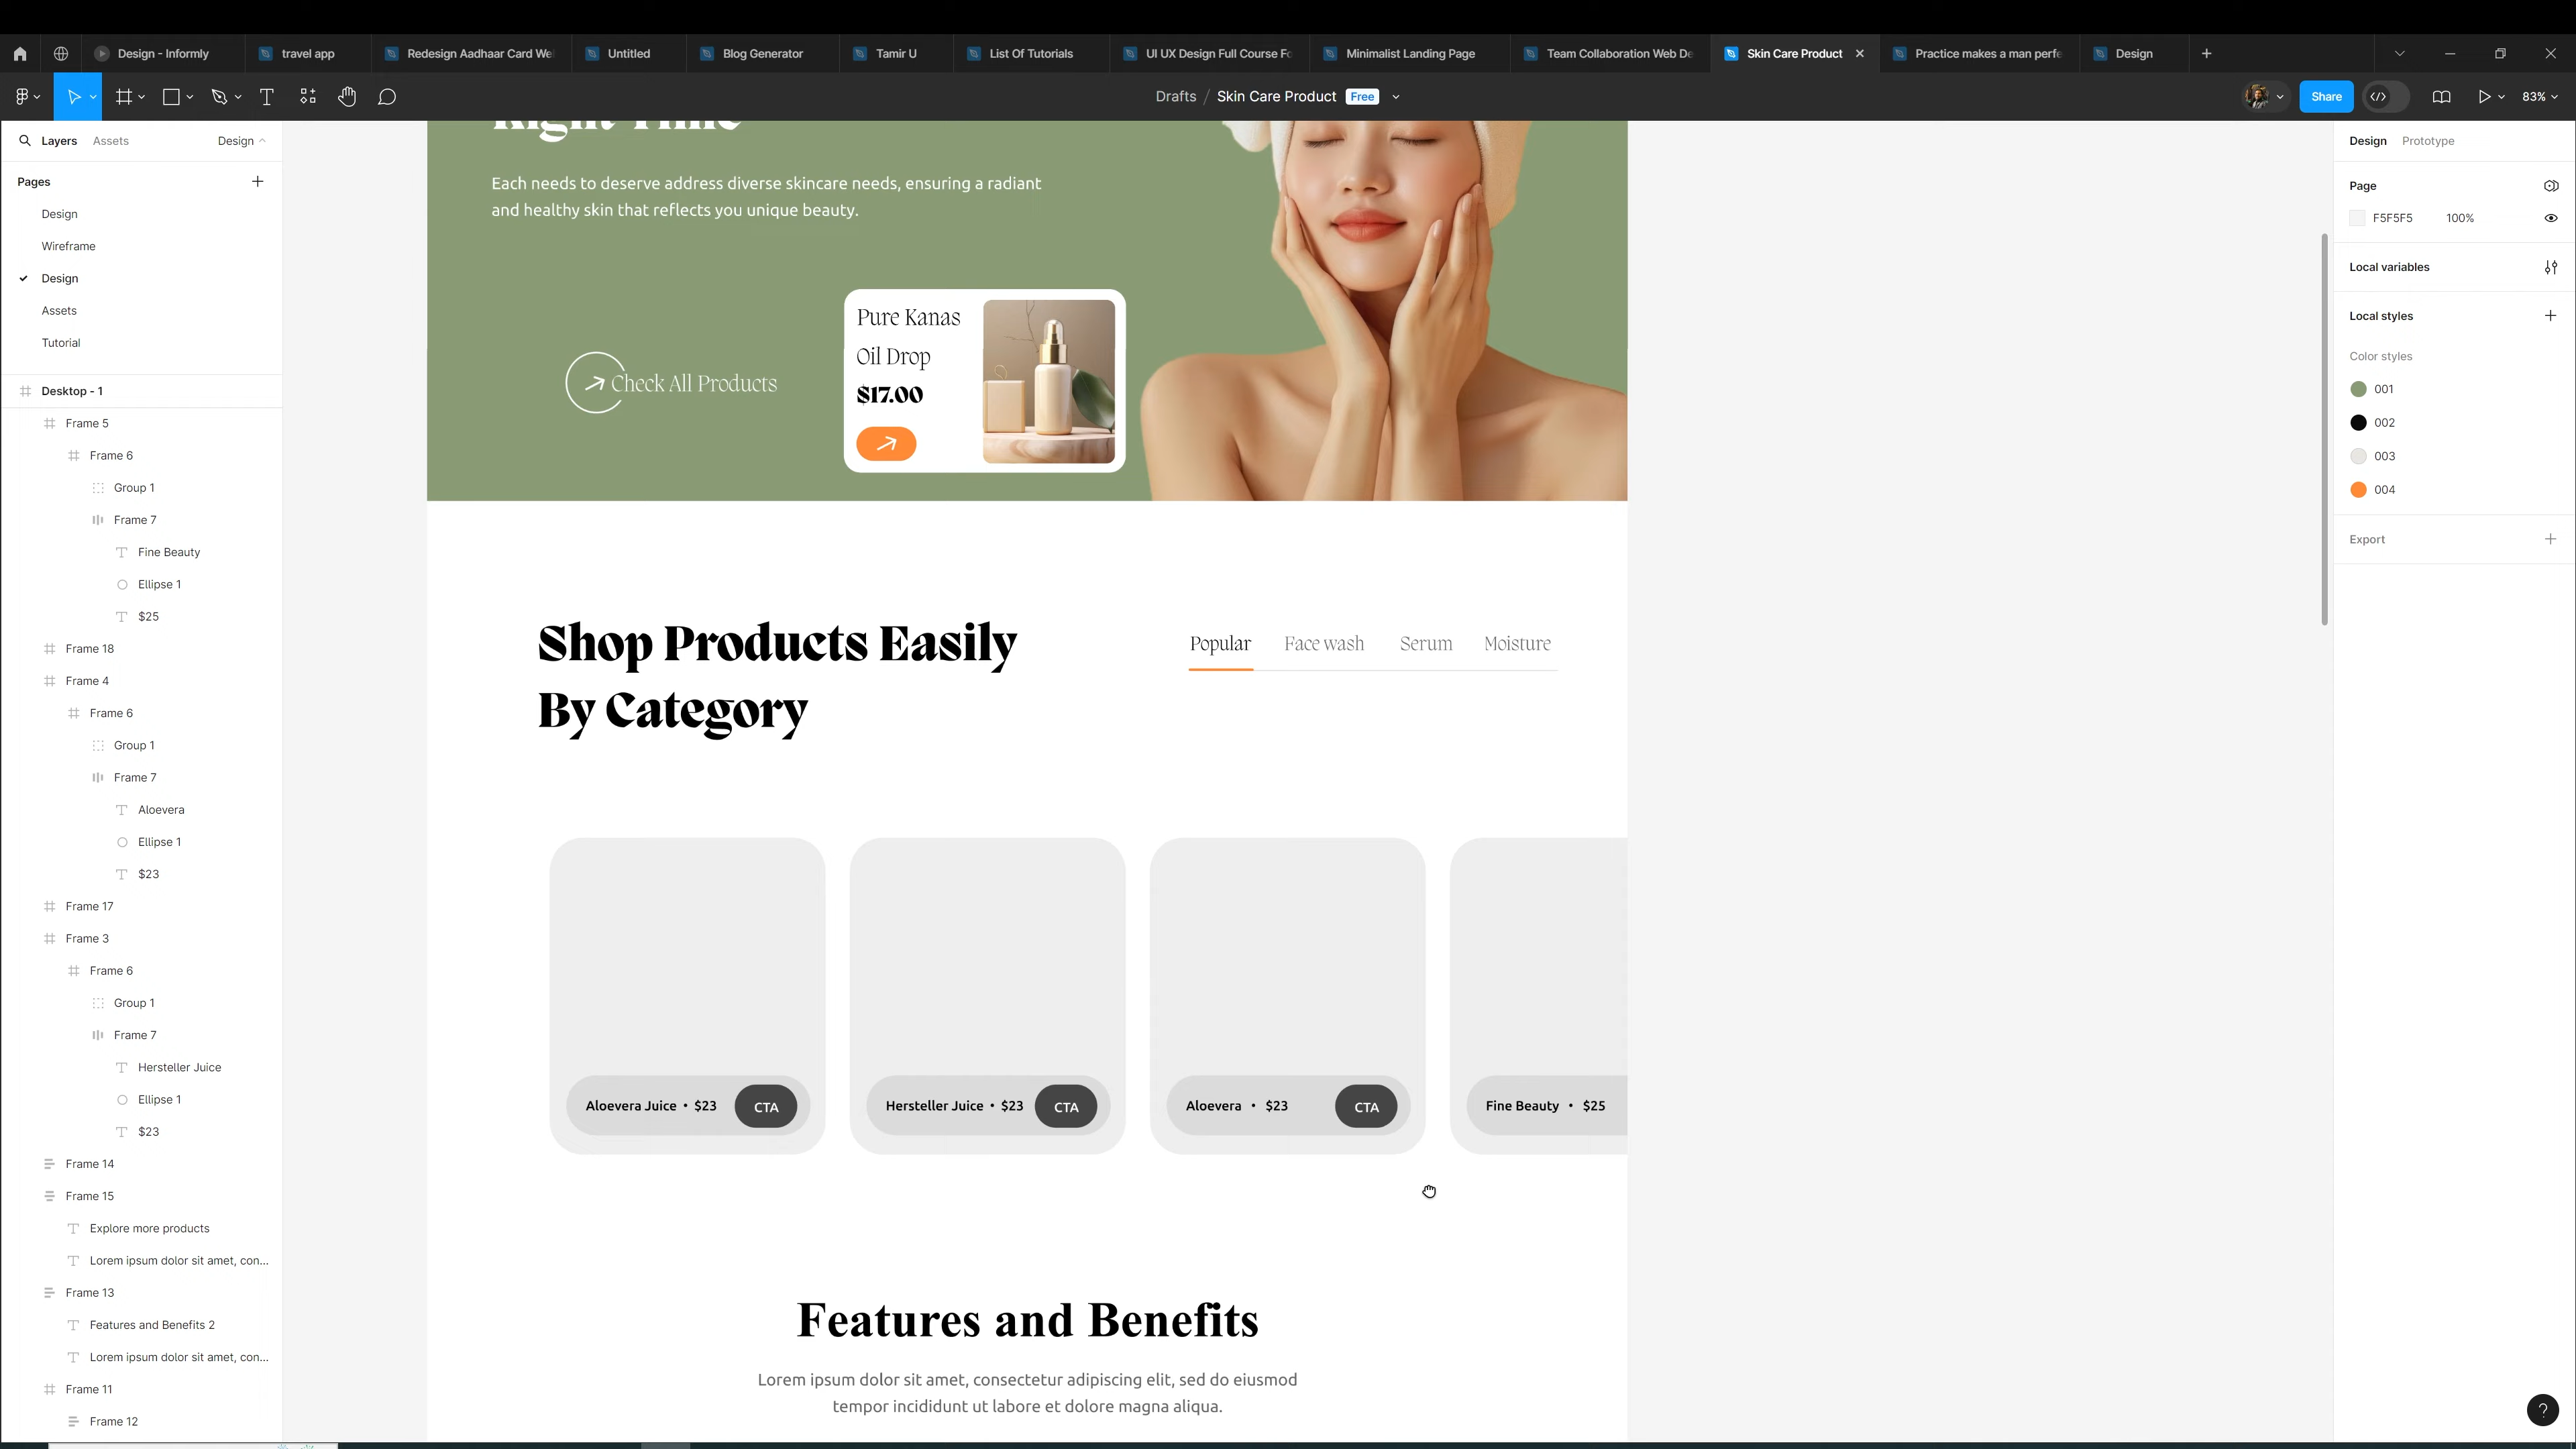 Design - Informly
travel app
Redesign Aadhaar Card We
Untitled
Blog Generator
Tamir U
List Of Tutorials
UI UX Design Full Course Fo
Minimalist Landing Page
Team Collaboration Web De
Skin Care Product
Practice makes a man perfe
Design
Drafts / Skin Care Product Free
Share
83%
Layers Assets Design
Pages
Design
Wireframe
Design
Assets
Tutorial
Desktop - 1
Frame 5
Frame 6
Group 1
Frame 7
Fine Beauty
Ellipse 1
$25
Frame 18
Frame 4
Frame 6
Group 1
Frame 7
Aloevera
Ellipse 1
$23
Frame 17
Frame 3
Frame 6
Group 1
Frame 7
Hersteller Juice
Ellipse 1
$23
Frame 14
Frame 15
Explore more products
Lorem ipsum dolor sit amet, con...
Frame 13
Features and Benefits 2
Lorem ipsum dolor sit amet, con...
Frame 11
Frame 12
Right Time
Each needs to deserve address diverse skincare needs, ensuring a radiant
and healthy skin that reflects you unique beauty.
Check All Products
Pure Kanas
Oil Drop
$17.00
Shop Products Easily
By Category
Popular Face wash Serum Moisture
Aloevera Juice • $23 CTA
Hersteller Juice • $23 CTA
Aloevera • $23 CTA
Fine Beauty • $25
Features and Benefits
Lorem ipsum dolor sit amet, consectetur adipiscing elit, sed do eiusmod
tempor incididunt ut labore et dolore magna aliqua.
Design Prototype
Page
F5F5F5 100%
Local variables
Local styles
Color styles
001
002
003
004
Export
?